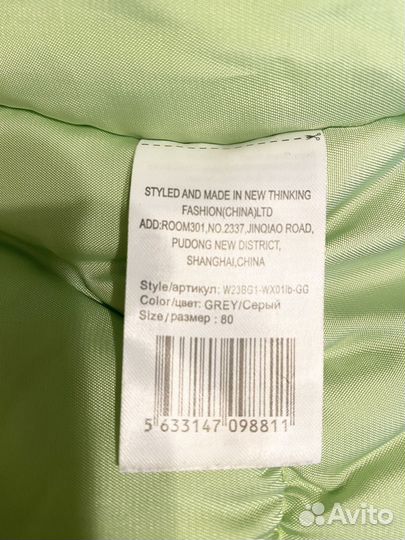 STYLED AND MADE IN NEW THINKING
FASHION(CHINA)LTD
ADD:ROOM301,NO.2337,JINQIAO ROAD,
PUDONG NEW DISTRICT,
SHANGHAI,CHINA
Style/артикул: W23BG1-WX01lb-GG
Color/цвет: GREY/Серый
Size/размер : 80
5 633147 098811
Avito